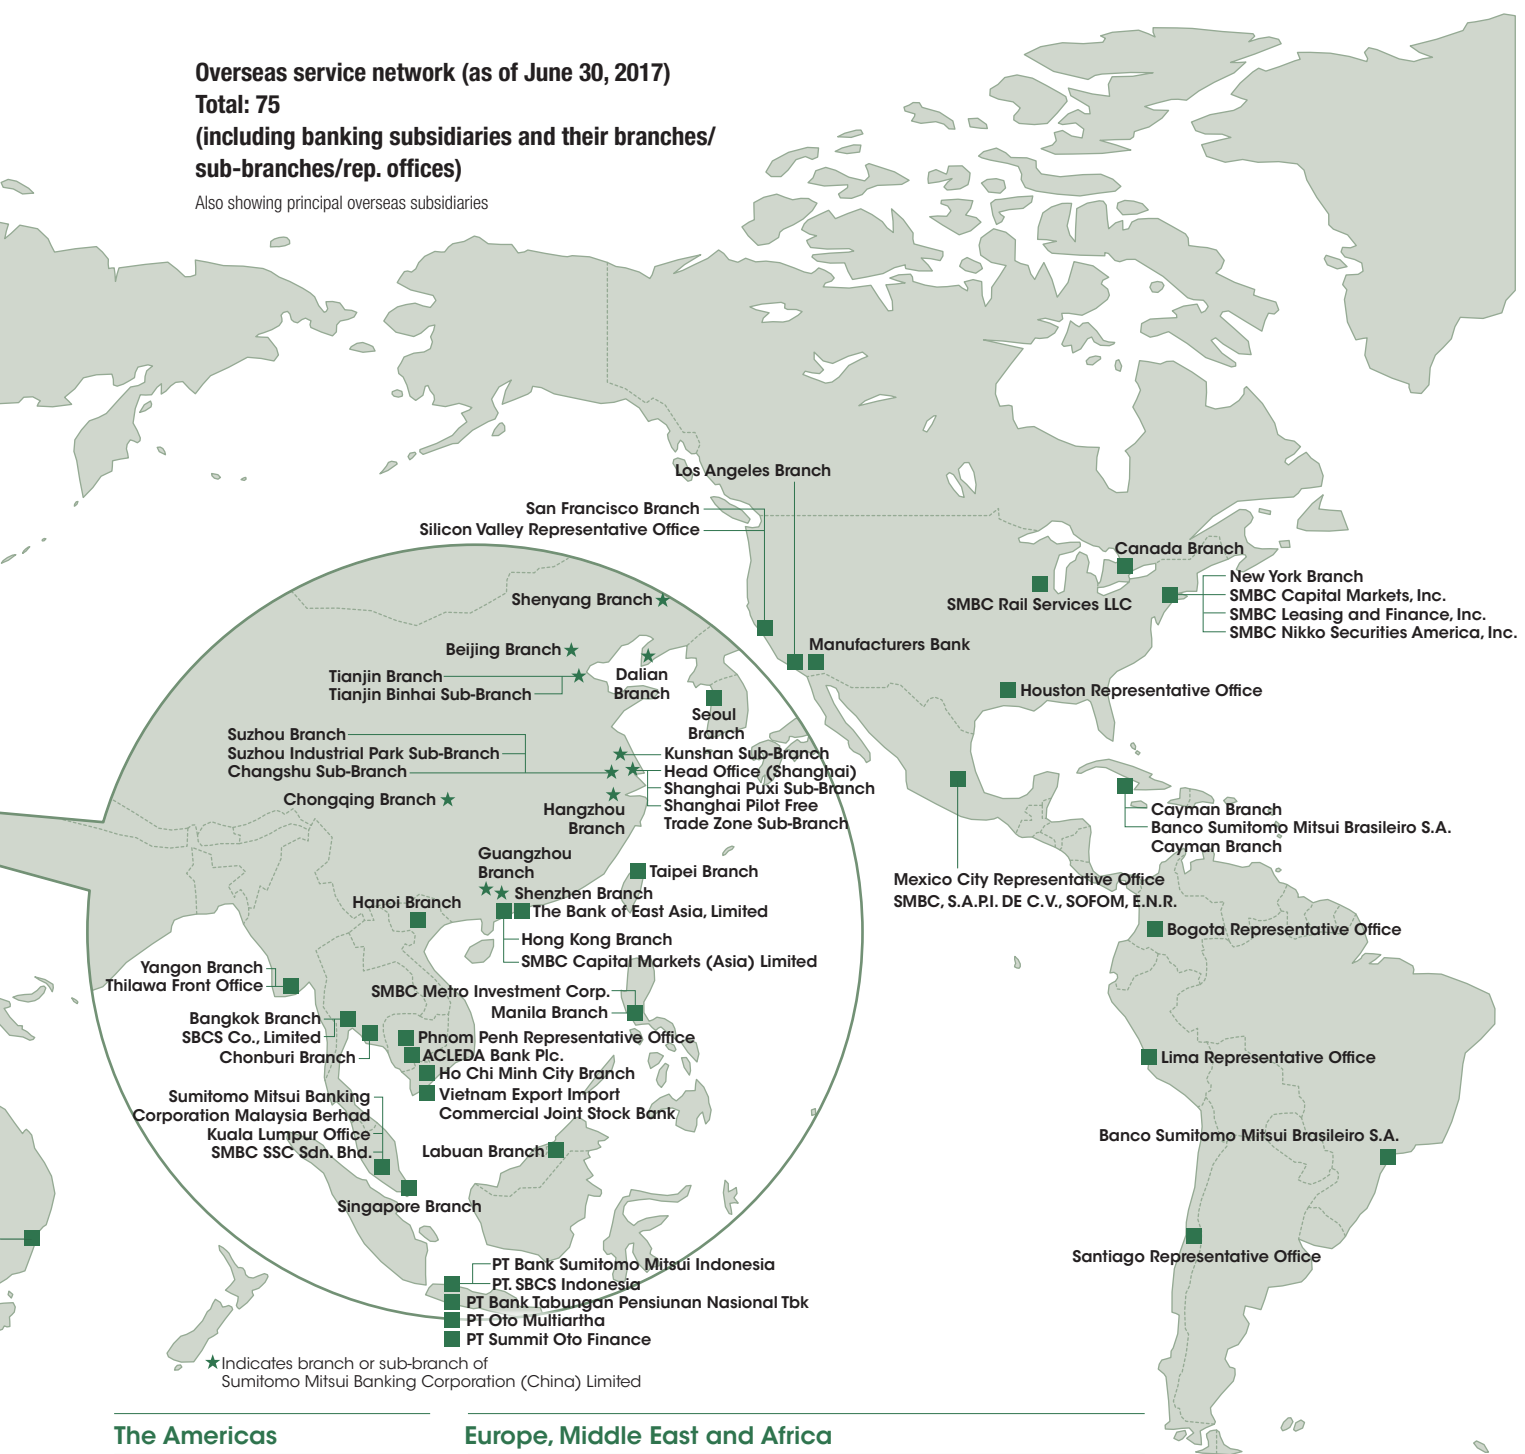 Overseas service network (as of June 30, 2017)
Total: 75
(including banking subsidiaries and their branches/
sub-branches/rep. offices)
Also showing principal overseas subsidiaries
Los Angeles Branch
San Francisco Branch
Silicon Valley Representative Office
Canada Branch
New York Branch
SMBC Capital Markets, Inc.
SMBC Leasing and Finance, Inc.
SMBC Nikko Securities America, Inc.
SMBC Rail Services LLC
Manufacturers Bank
Houston Representative Office
Shenyang Branch
Beijing Branch
Tianjin Branch
Tianjin Binhai Sub-Branch
Dalian
Branch
Seoul
Branch
Suzhou Branch
Suzhou Industrial Park Sub-Branch
Changshu Sub-Branch
Kunshan Sub-Branch
Head Office (Shanghai)
Shanghai Puxi Sub-Branch
Shanghai Pilot Free
Trade Zone Sub-Branch
Chongqing Branch
Hangzhou
Branch
Cayman Branch
Banco Sumitomo Mitsui Brasileiro S.A.
Cayman Branch
Guangzhou
Branch
Taipei Branch
Shenzhen Branch
Mexico City Representative Office
SMBC, S.A.P.I. DE C.V., SOFOM, E.N.R.
Hanoi Branch
The Bank of East Asia, Limited
Bogota Representative Office
Hong Kong Branch
SMBC Capital Markets (Asia) Limited
Yangon Branch
Thilawa Front Office
SMBC Metro Investment Corp.
Manila Branch
Bangkok Branch
SBCS Co., Limited
Chonburi Branch
Phnom Penh Representative Office
ACLEDA Bank Plc.
Ho Chi Minh City Branch
Vietnam Export Import
Commercial Joint Stock Bank
Lima Representative Office
Sumitomo Mitsui Banking
Corporation Malaysia Berhad
Kuala Lumpur Office
SMBC SSC Sdn. Bhd.
Labuan Branch
Banco Sumitomo Mitsui Brasileiro S.A.
Singapore Branch
Santiago Representative Office
PT Bank Sumitomo Mitsui Indonesia
PT. SBCS Indonesia
PT Bank Tabungan Pensiunan Nasional Tbk
PT Oto Multiartha
PT Summit Oto Finance
★Indicates branch or sub-branch of
Sumitomo Mitsui Banking Corporation (China) Limited
The Americas
Europe, Middle East and Africa